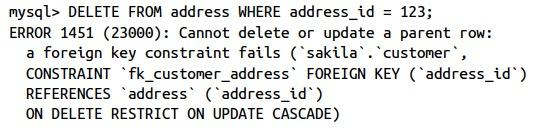 mysql> DELETE FROM address WHERE address_id = 123;
ERROR 1451 (23000): Cannot delete or update a parent row:
a foreign key constraint fails (`sakila`.`customer`,
CONSTRAINT `fk_customer_address` FOREIGN KEY (`address_id`)
REFERENCES `address` (`address_id`)
ON DELETE RESTRICT ON UPDATE CASCADE)